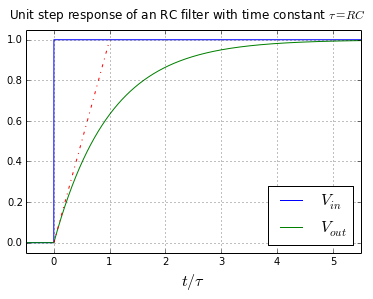 Unit step response of an RC filter with time constant τ=RC
1.0
0.8
0.6
0.4
0.2
0.0
0 1 2 3 4 5
t/τ
V_in
V_out